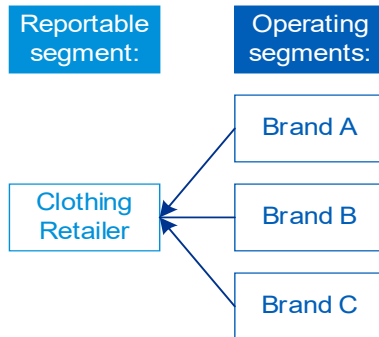 Reportable
segment:
Operating
segments:
Brand A
Clothing
Retailer
Brand B
Brand C